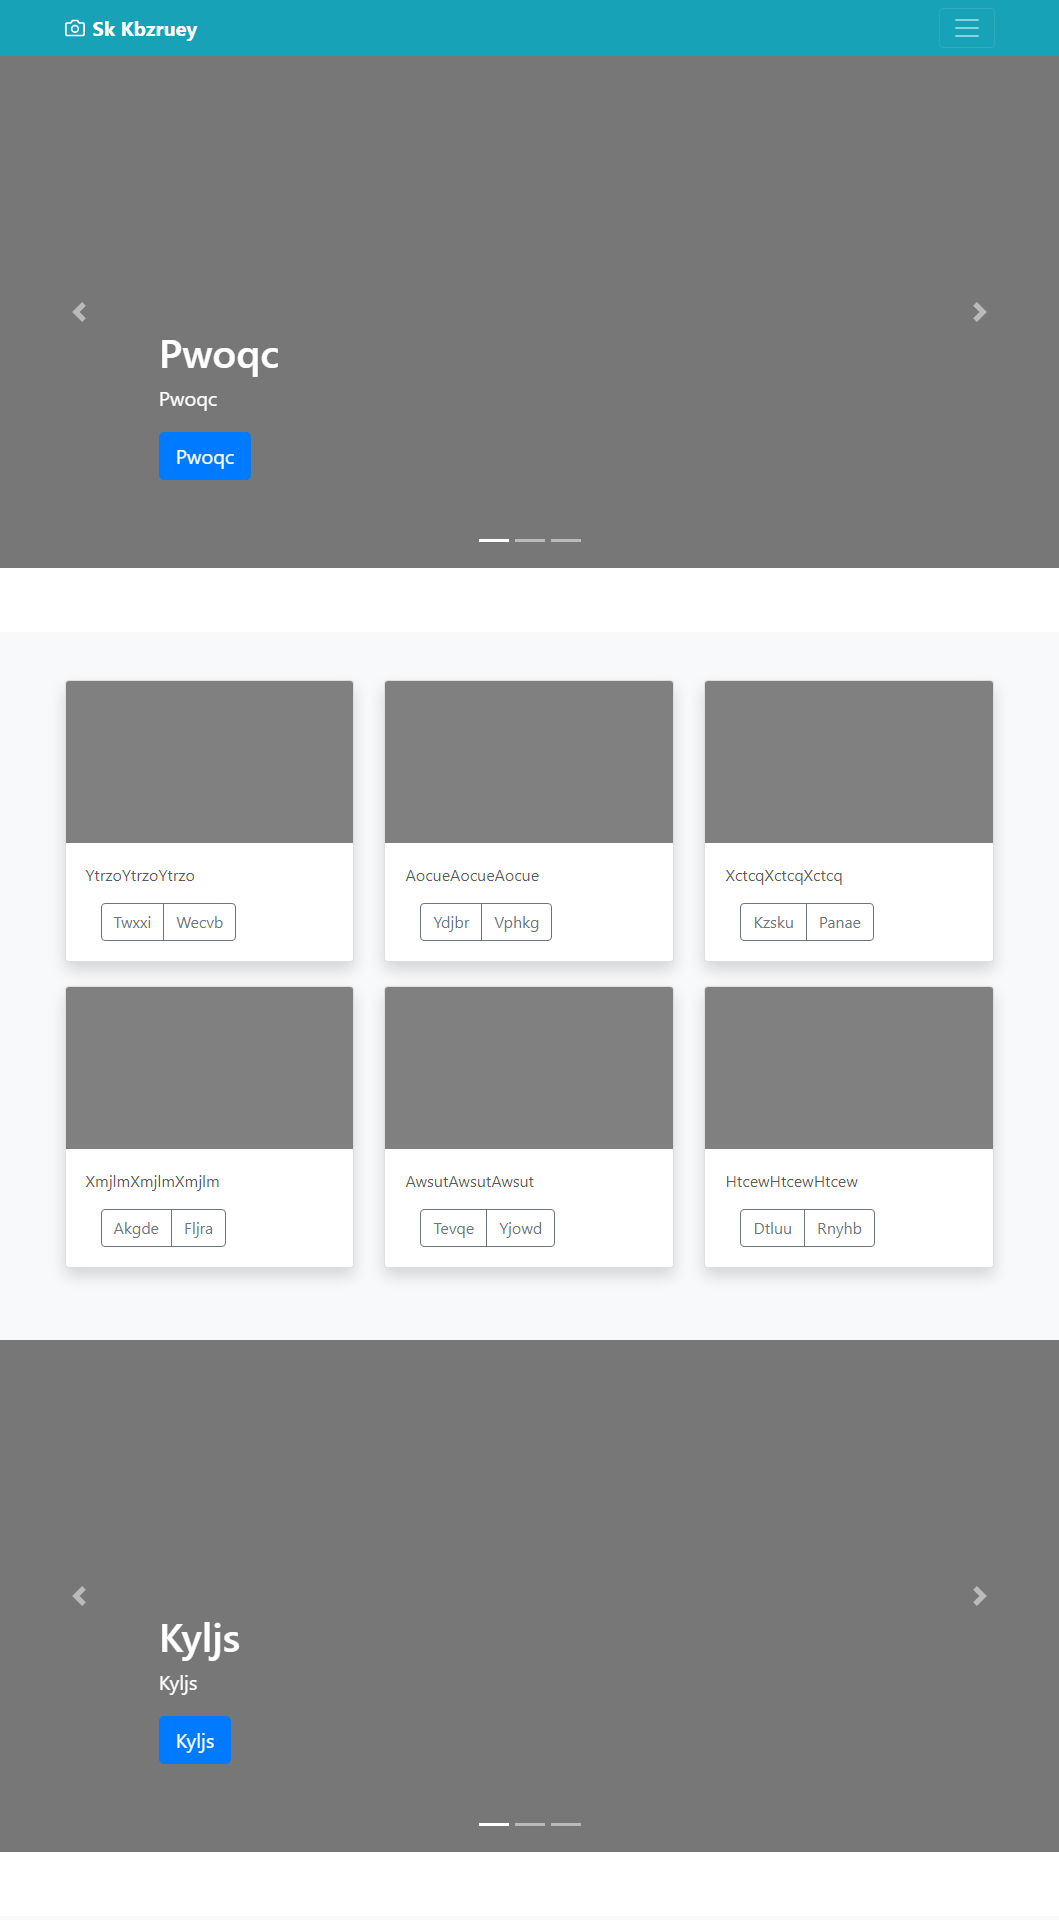 Sk Kbzruey
Pwoqc
Pwoqc
Pwoqc
YtrzoYtrzoYtrzo
Twxxi Wecvb
AocueAocueAocue
Ydjbr Vphkg
XctcqXctcqXctcq
Kzsku Panae
XmjlmXmjlmXmjlm
Akgde Fljra
AwsutAwsutAwsut
Tevqe Yjowd
HtcewHtcewHtcew
Dtluu Rnyhb
Kyljs
Kyljs
Kyljs